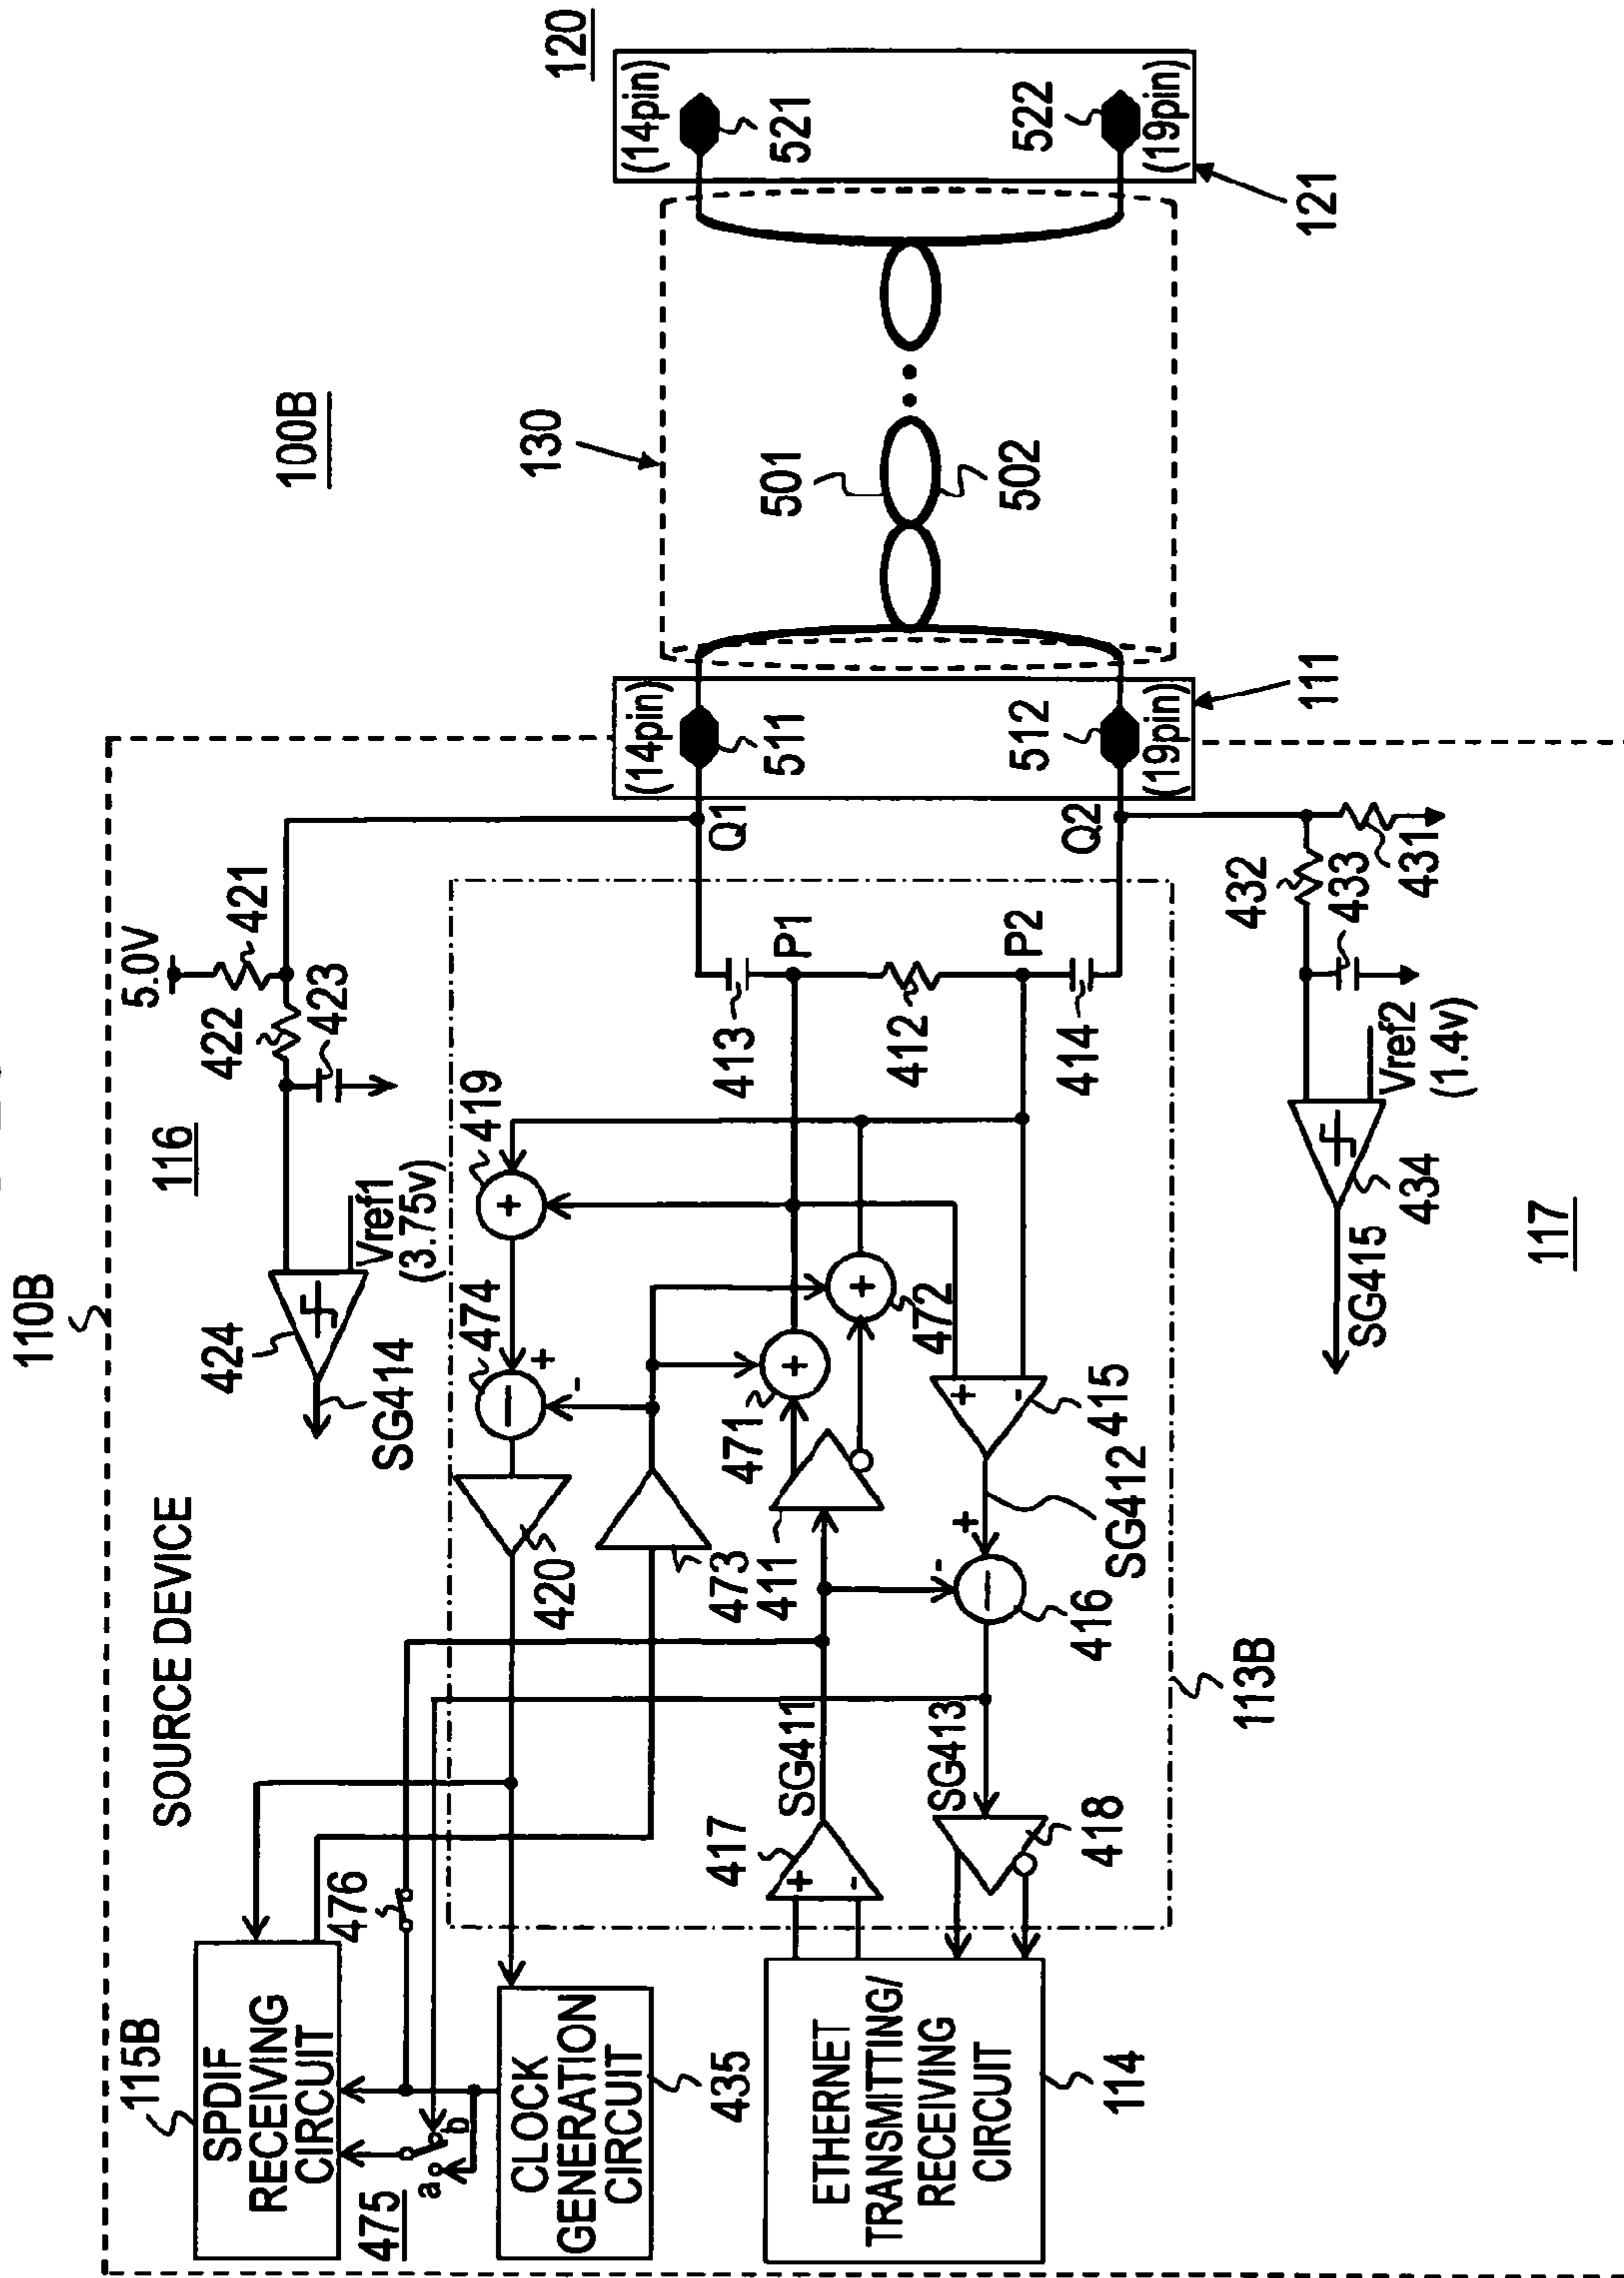 110B
SOURCE DEVICE
100B
120
115B
SPDIF
RECEIVING
CIRCUIT
475
a
b
476
CLOCK
GENERATION
CIRCUIT
435
ETHERNET
TRANSMITTING/
RECEIVING
CIRCUIT
114
116
424
SG414
Vref1
(3.75v)
5.0V
421
422
423
420
474
+
-
−
419
+
473
411
471
+
472
+
417
+
-
SG411
SG413
418
416
+
-
−
SG412
415
+
-
113B
413
P1
412
P2
414
Q1
Q2
(14pin)
511
512
(19pin)
111
130
501
502
(14pin)
521
522
(19pin)
121
432
433
431
Vref2
(1.4v)
434
SG415
117